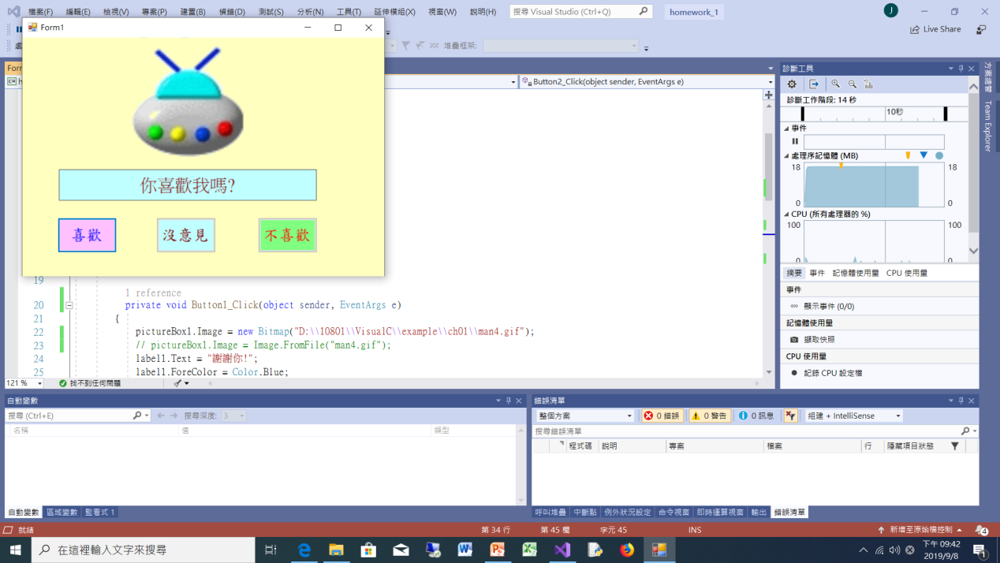 檔案(F) 編輯(E) 檢視(V) 專案(P) 建置(B) 偵錯(D) 測試(S) 分析(N) 工具(T) 延伸模組(X) 視窗(W) 說明(H) 搜尋 Visual Studio (Ctrl+Q) homework_1 J
Live Share
Form1
處
堆疊框架:
For
h
Button2_Click(object sender, EventArgs e)
你喜歡我嗎?
喜歡 沒意見 不喜歡
19
1 reference
20 private void Button1_Click(object sender, EventArgs e)
21 {
22 pictureBox1.Image = new Bitmap("D:\\10801\\VisualC\\example\\ch01\\man4.gif");
23 // pictureBox1.Image = Image.FromFile("man4.gif");
24 label1.Text = "謝謝你!";
25 label1.ForeColor = Color.Blue;
121 % 找不到任何問題
診斷工具
診斷工作階段: 14 秒
10秒
事件
處理序記憶體 (MB)
18 18
0 0
CPU (所有處理器的 %)
100 100
0 0
摘要 事件 記憶體使用量 CPU 使用量
事件
顯示事件 (0/0)
記憶體使用量
擷取快照
CPU 使用量
記錄 CPU 設定檔
方案總管
Team Explorer
自動變數
搜尋 (Ctrl+E) 搜尋深度: 3
名稱 值 類型
自動變數 區域變數 監看式 1
錯誤清單
整個方案 0 錯誤 0 警告 0 訊息 組建 + IntelliSense
搜尋錯誤清單
程式碼 說明 專案 檔案 行 隱藏項目狀態
呼叫堆疊 中斷點 例外狀況設定 命令視窗 即時運算視窗 輸出 錯誤清單
就緒 第 34 行 第 45 欄 字元 45 INS 新增至原始檔控制 4
在這裡輸入文字來搜尋
下午 09:42
2019/9/8
1